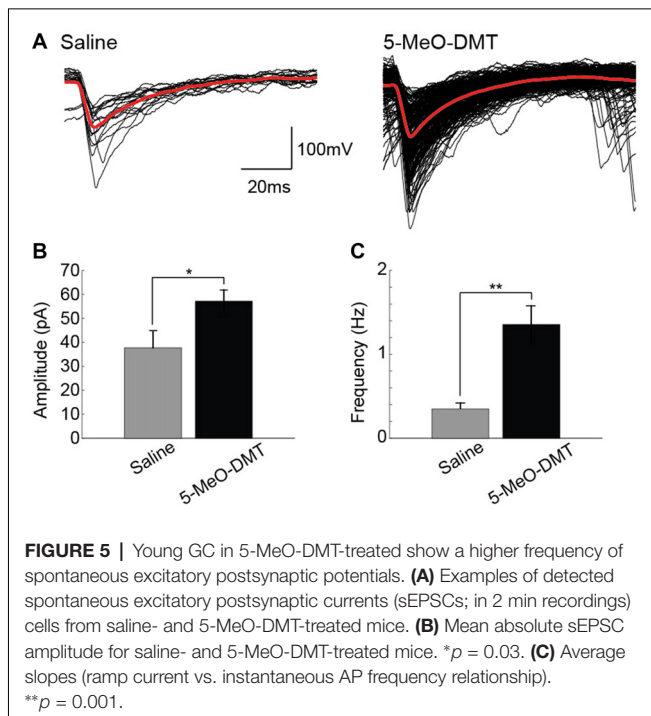 A Saline
5-MeO-DMT
100mV
20ms
B
C
*
**
70
60
50
40
30
20
10
0
Amplitude (pA)
Saline
5-MeO-DMT
2
1
0
Frequency (Hz)
Saline
5-MeO-DMT
FIGURE 5 | Young GC in 5-MeO-DMT-treated show a higher frequency of
spontaneous excitatory postsynaptic potentials. (A) Examples of detected
spontaneous excitatory postsynaptic currents (sEPSCs; in 2 min recordings)
cells from saline- and 5-MeO-DMT-treated mice. (B) Mean absolute sEPSC
amplitude for saline- and 5-MeO-DMT-treated mice. *p = 0.03. (C) Average
slopes (ramp current vs. instantaneous AP frequency relationship).
**p = 0.001.